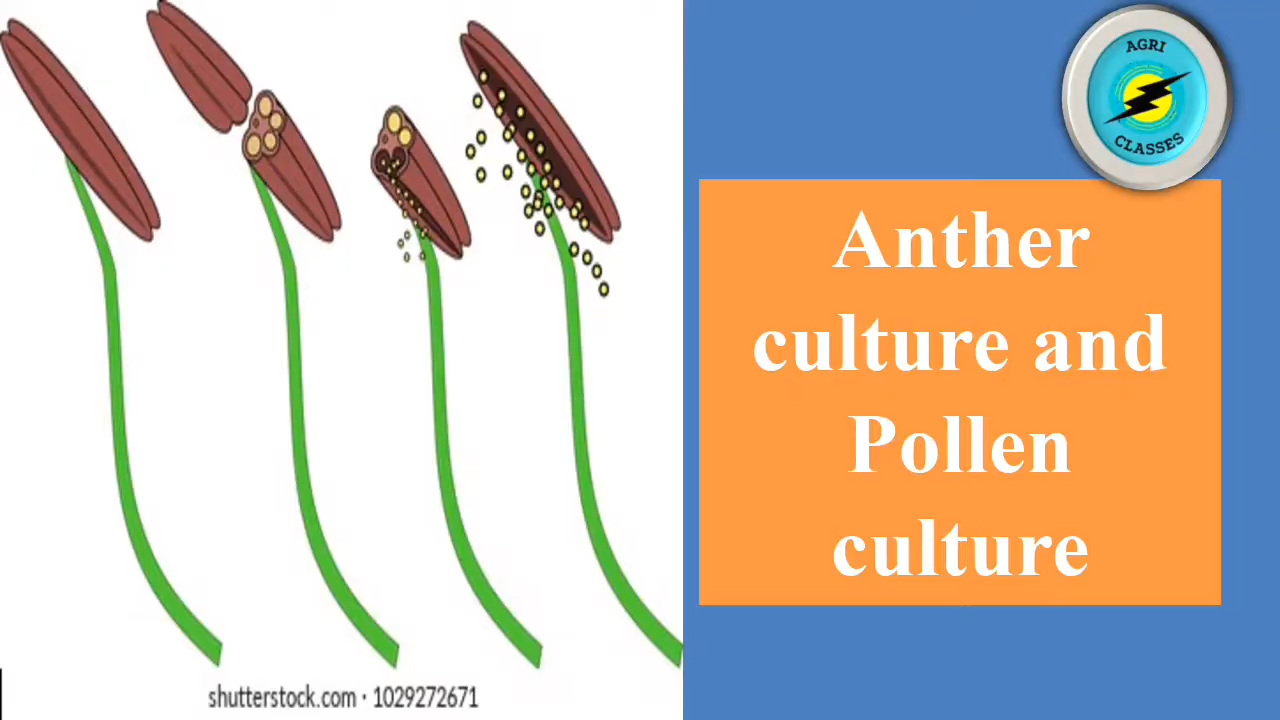 AGRI
CLASSES
Anther
culture and
Pollen
culture
shutterstock.com · 1029272671